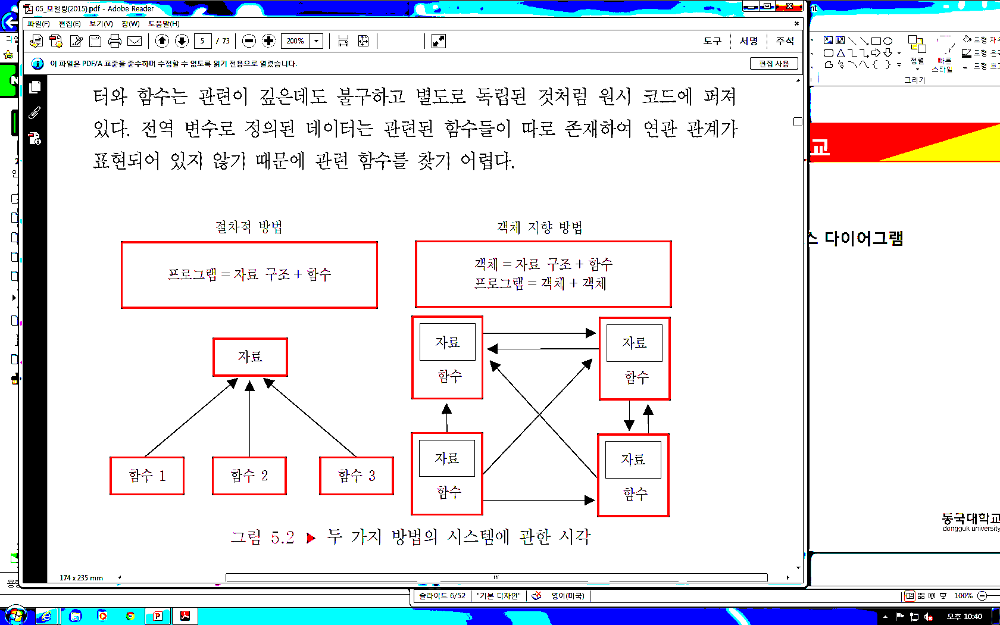 05_모델링(2015).pdf - Adobe Reader
파일(F) 편집(E) 보기(V) 창(W) 도움말(H)
5 / 73
200%
도구 서명 주석
이 파일은 PDF/A 표준을 준수하며 수정할 수 없도록 읽기 전용으로 열렸습니다.
편집 사용
터와 함수는 관련이 깊은데도 불구하고 별도로 독립된 것처럼 원시 코드에 퍼져
있다. 전역 변수로 정의된 데이터는 관련된 함수들이 따로 존재하여 연관 관계가
표현되어 있지 않기 때문에 관련 함수를 찾기 어렵다.
절차적 방법
프로그램 = 자료 구조 + 함수
자료
함수 1
함수 2
함수 3
객체 지향 방법
객체 = 자료 구조 + 함수
프로그램 = 객체 + 객체
자료
함수
자료
함수
자료
함수
자료
함수
그림 5.2 ▶ 두 가지 방법의 시스템에 관한 시각
174 x 235 mm
정렬
빠른
스타일
도형
도형
도형
그리기
교
다이어그램
동국대학교
dongguk university
슬라이드 6/52
"기본 디자인"
영어(미국)
100%
오후 10:40